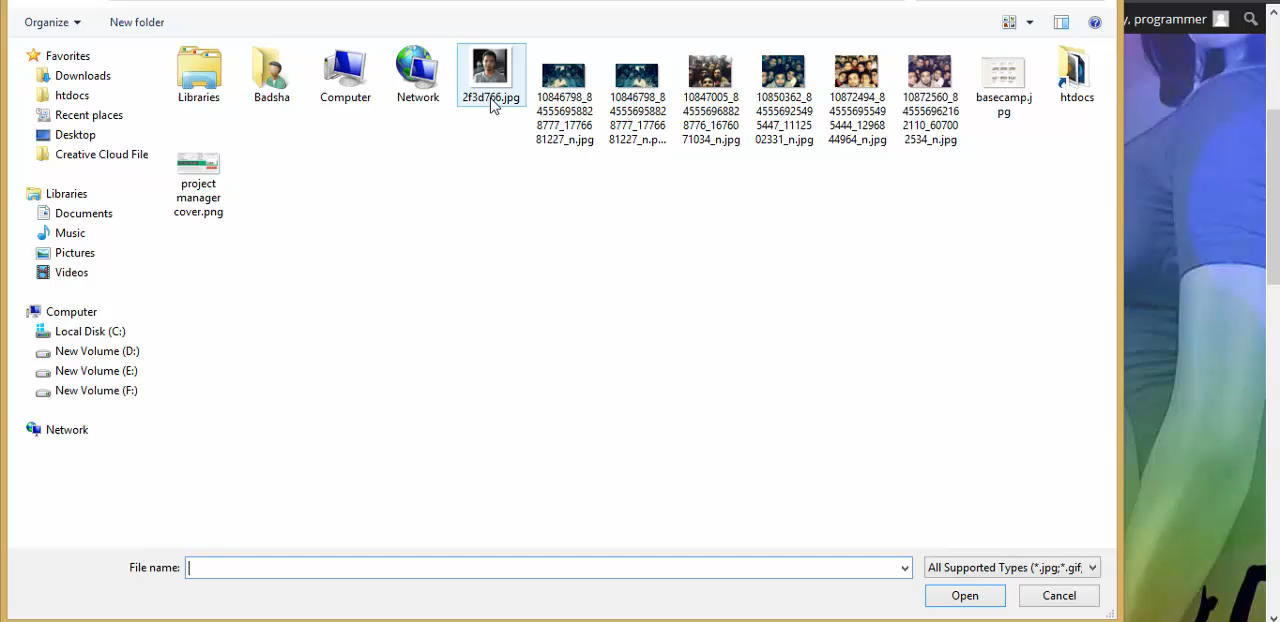 Organize
New folder
y, programmer
Favorites
Downloads
htdocs
Recent places
Desktop
Creative Cloud File
Libraries
Documents
Music
Pictures
Videos
Computer
Local Disk (C:)
New Volume (D:)
New Volume (E:)
New Volume (F:)
Network
Libraries
Badsha
Computer
Network
2f3d766.jpg
10846798_8
4555695882
8777_17766
81227_n.jpg
10846798_8
4555695882
8777_17766
81227_n.p...
10847005_8
4555696882
8776_16760
71034_n.jpg
10850362_8
4555692549
5447_11125
02331_n.jpg
10872494_8
4555695549
5444_12968
44964_n.jpg
10872560_8
4555696216
2110_60700
2534_n.jpg
basecamp.j
pg
htdocs
project
manager
cover.png
File name:
All Supported Types (*.jpg;*.gif;
Open
Cancel